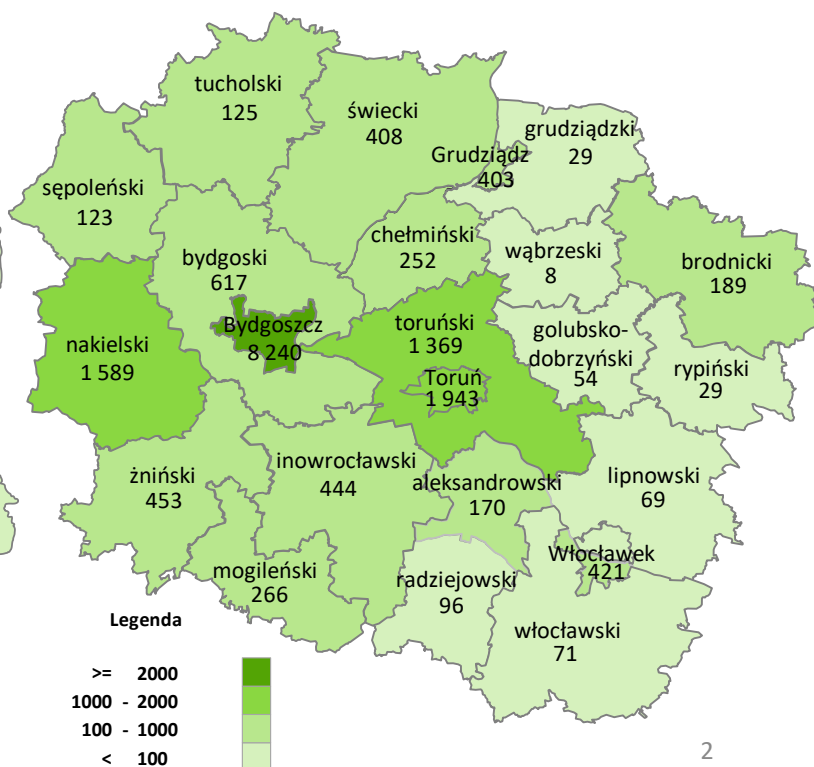 tucholski
125
świecki
408
grudziądzki
29
Grudziądz
403
sępoleński
123
chełmiński
252
wąbrzeski
8
bydgoski
617
brodnicki
189
Bydgoszcz
8 240
toruński
1 369
golubsko-
dobrzyński
54
nakielski
1 589
rypiński
29
Toruń
1 943
żniński
453
inowrocławski
444
aleksandrowski
170
lipnowski
69
Włocławek
421
mogileński
266
radziejowski
96
włocławski
71
Legenda
>= 2000
1000 - 2000
100 - 1000
< 100
2